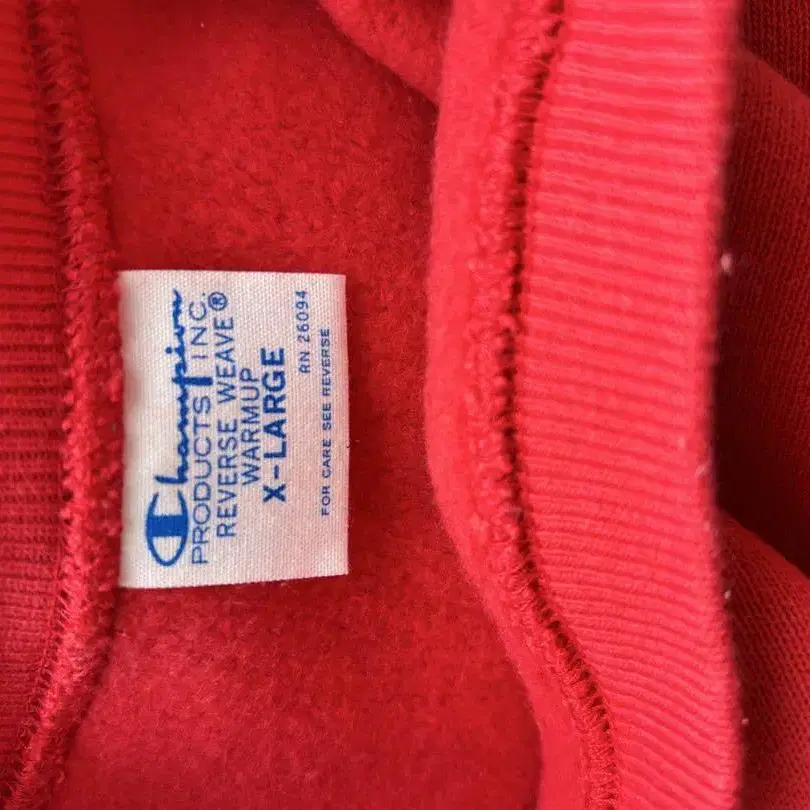 Champion
PRODUCTS INC.
REVERSE WEAVE®
WARMUP
X-LARGE
RN 26094
FOR CARE SEE REVERSE